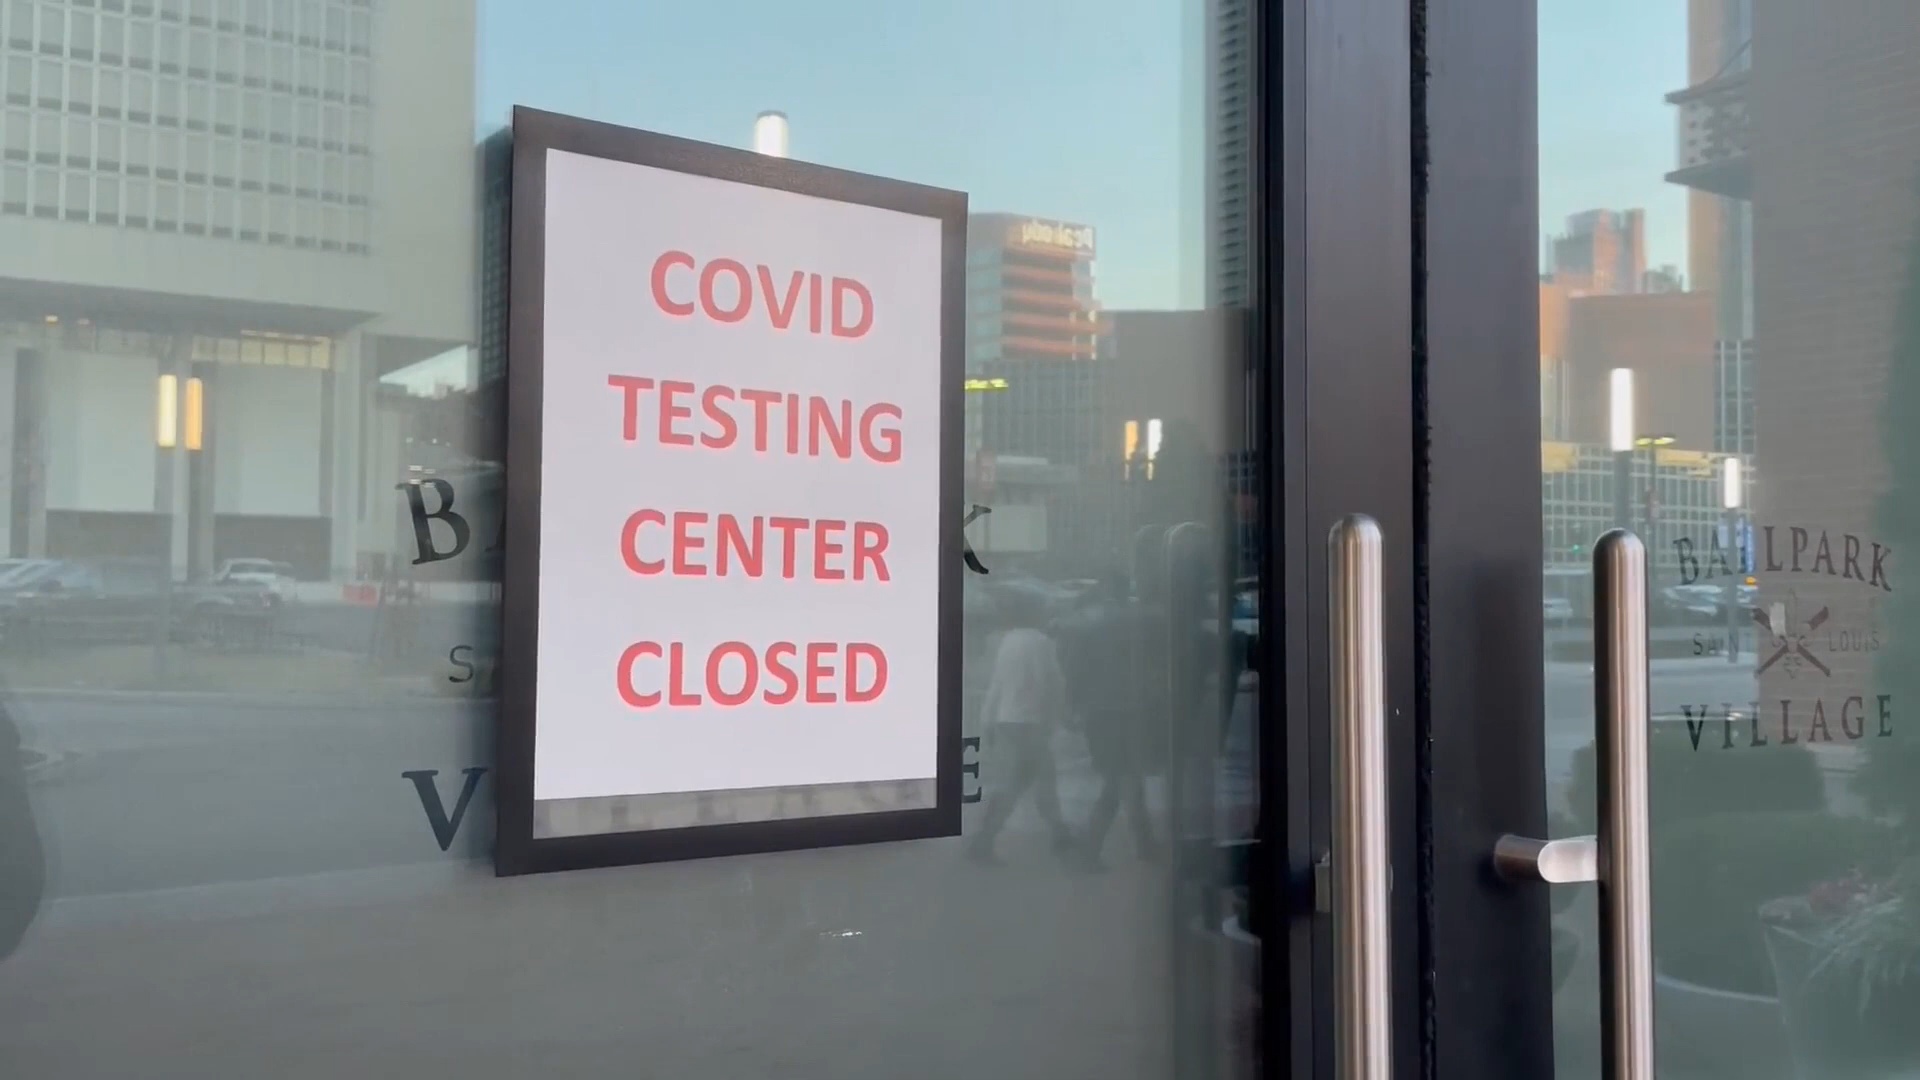 COVID
TESTING
CENTER
CLOSED
BALLPARK
SAINT LOUIS
VILLAGE